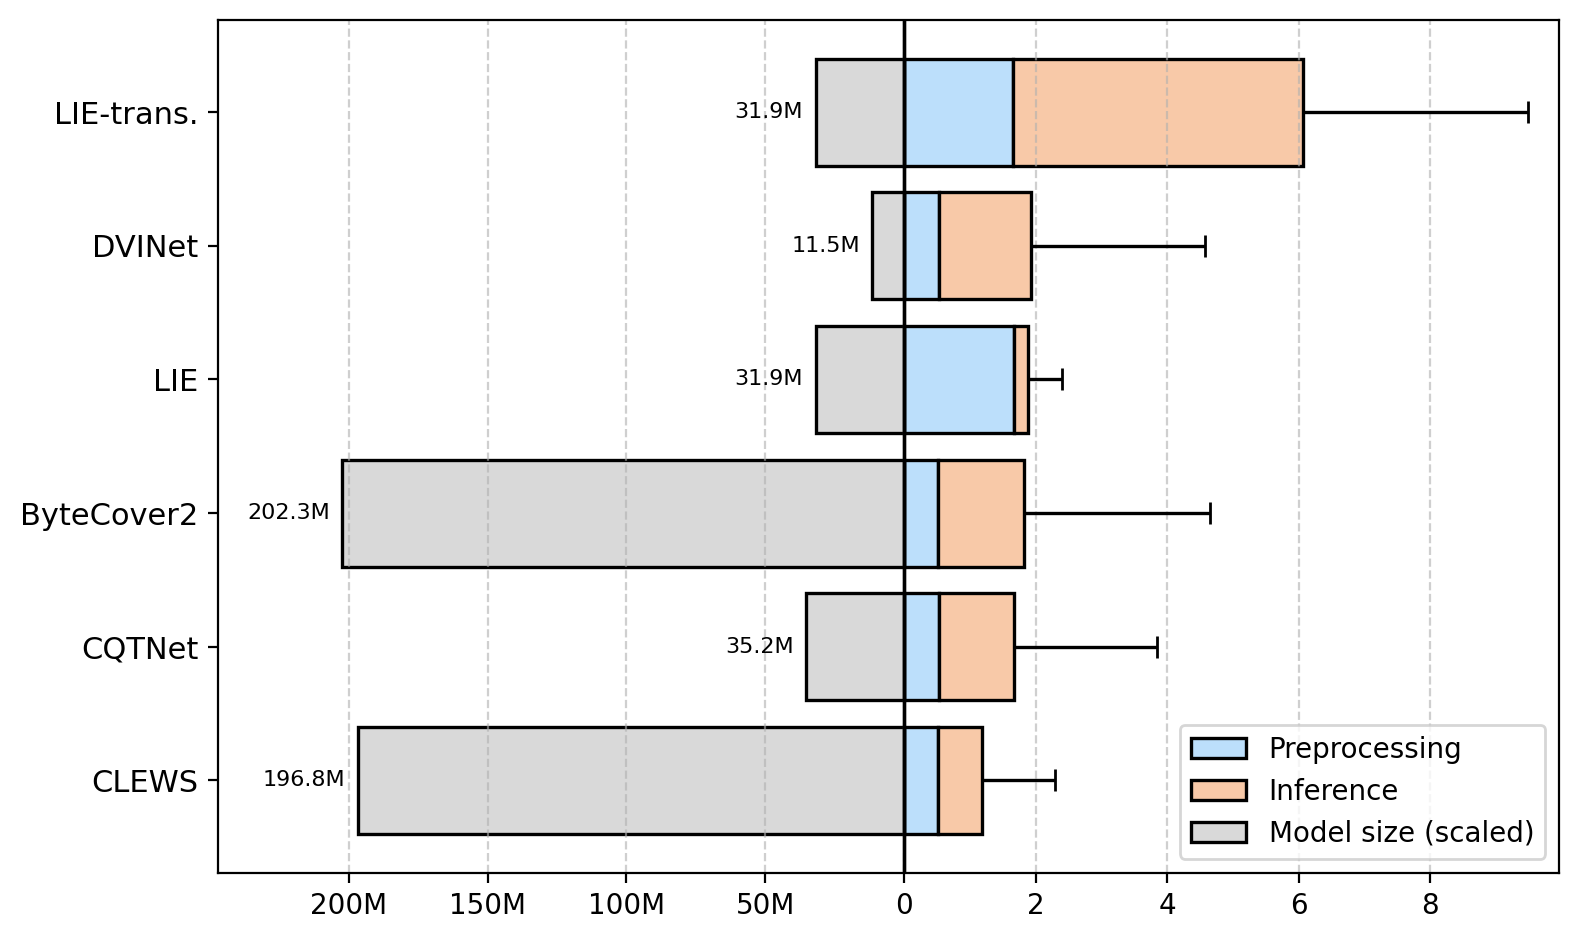 LIE-trans.
31.9M
DVINet
11.5M
LIE
31.9M
ByteCover2
202.3M
CQTNet
35.2M
CLEWS
196.8M
Preprocessing
Inference
Model size (scaled)
200M 150M 100M 50M 0 2 4 6 8